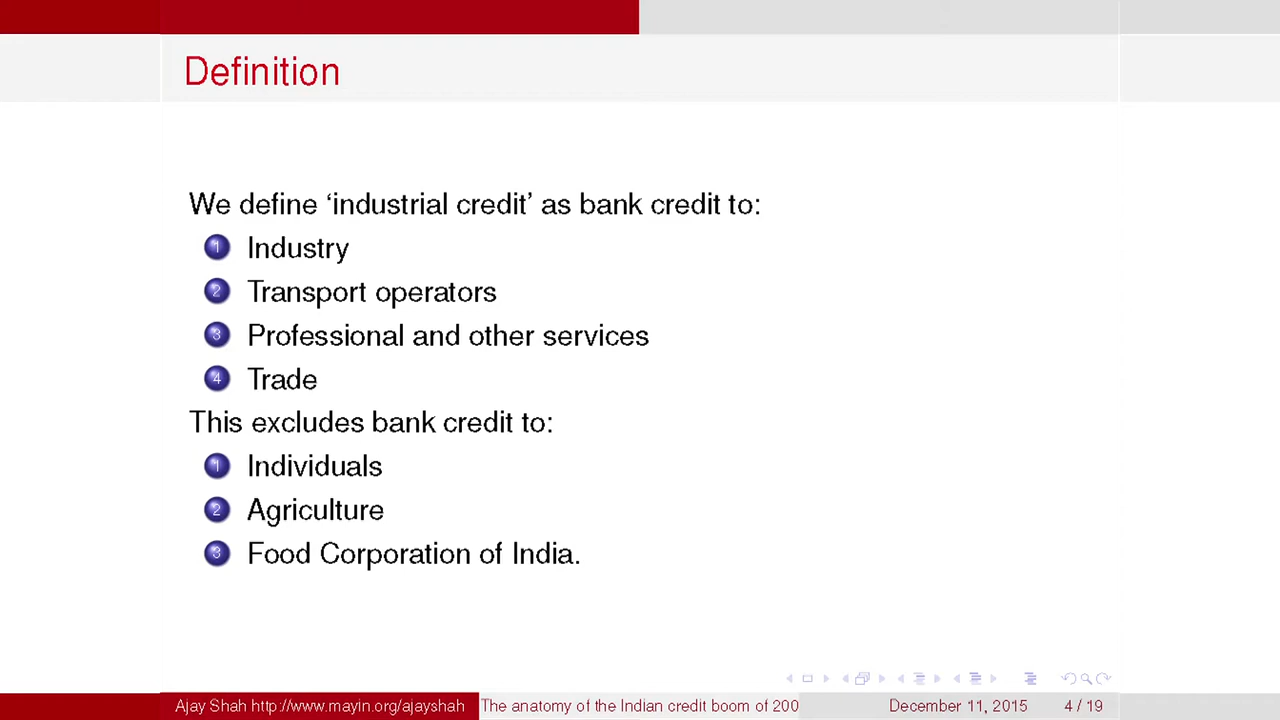 Definition
We define ‘industrial credit’ as bank credit to:
1 Industry
2 Transport operators
3 Professional and other services
4 Trade
This excludes bank credit to:
1 Individuals
2 Agriculture
3 Food Corporation of India.
Ajay Shah http://www.mayin.org/ajayshah The anatomy of the Indian credit boom of 200 December 11, 2015 4 / 19